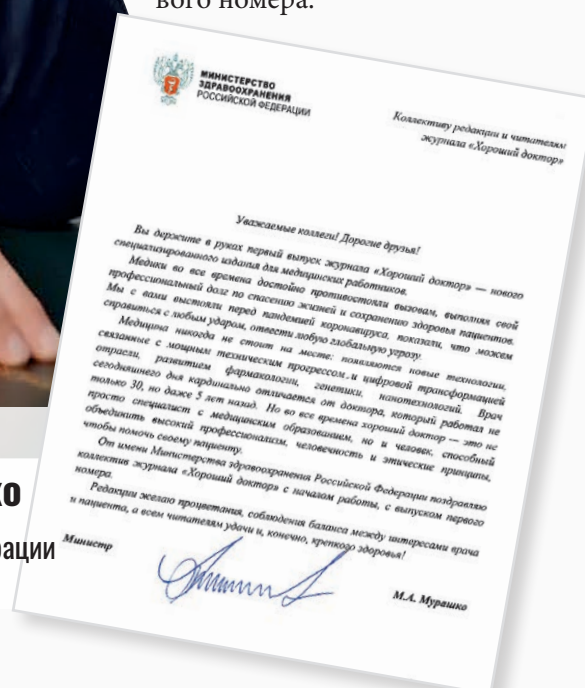 вого номера.
МИНИСТЕРСТВО
ЗДРАВООХРАНЕНИЯ
РОССИЙСКОЙ ФЕДЕРАЦИИ
Коллективу редакции и читателям
журнала «Хороший доктор»
Уважаемые коллеги! Дорогие друзья!
Вы держите в руках первый выпуск журнала «Хороший доктор» — нового
специализированного издания для медицинских работников.
Медики во все времена достойно противостояли вызовам, выполняя свой
профессиональный долг по спасению жизней и сохранению здоровья пациентов.
Мы с вами выстояли перед пандемией коронавируса, показали, что можем
справиться с любым ударом, отвести любую глобальную угрозу.
Медицина никогда не стоит на месте: появляются новые технологии,
связанные с мощным техническим прогрессом и цифровой трансформацией
отрасли, развитием фармакологии, генетики, нанотехнологий. Врач
сегодняшнего дня кардинально отличается от доктора, который работал не
только 30, но даже 5 лет назад. Но во все времена хороший доктор — это не
просто специалист с медицинским образованием, но и человек, способный
объединить высокий профессионализм, человечность и этические принципы,
чтобы помочь своему пациенту.
От имени Министерства здравоохранения Российской Федерации поздравляю
коллектив журнала «Хороший доктор» с началом работы, с выпуском первого
номера.
Редакции желаю процветания, соблюдения баланса между интересами врача
и пациента, а всем читателям удачи и, конечно, крепкого здоровья!
Министр
М.А. Мурашко
ко
рации